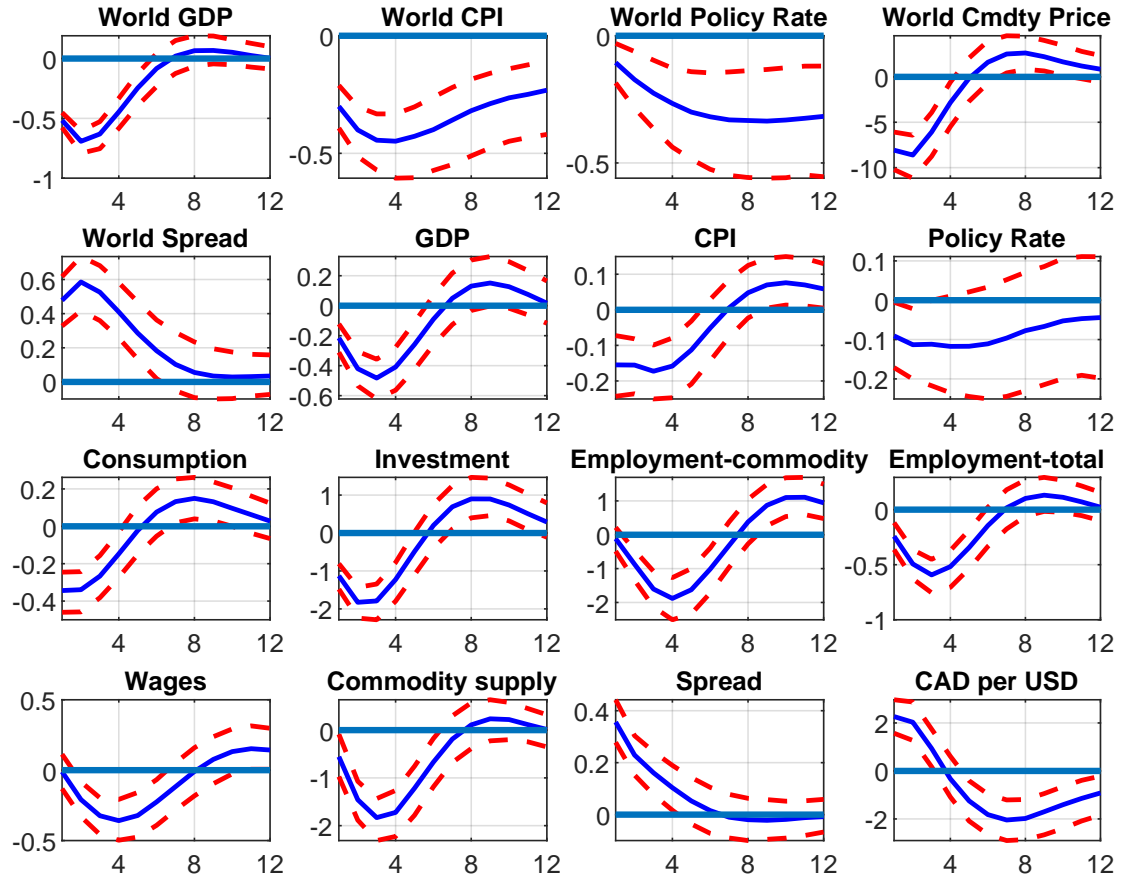 World GDP World CPI World Policy Rate World Cmdty Price
0 0 0 0
-0.5 -0.5 -0.5 -5
-1 -10
4 8 12 4 8 12 4 8 12 4 8 12
World Spread GDP CPI Policy Rate
0.6 0.2 0.1 0.1
0.4 0 0 0
0.2 -0.2 -0.1 -0.1
0 -0.4 -0.2 -0.2
-0.6
4 8 12 4 8 12 4 8 12 4 8 12
Consumption Investment Employment-commodity Employment-total
0.2 1 1 0
0 0 0 -0.5
-0.2 -1 -1 -1
-0.4 -2 -2
4 8 12 4 8 12 4 8 12 4 8 12
Wages Commodity supply Spread CAD per USD
0.5 0 0.4 2
0 -1 0.2 0
-0.5 -2 0 -2
4 8 12 4 8 12 4 8 12 4 8 12